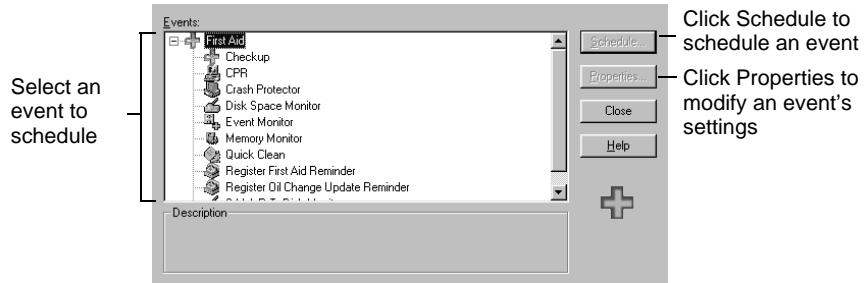 Events:
First Aid
Checkup
CPR
Crash Protector
Disk Space Monitor
Event Monitor
Memory Monitor
Quick Clean
Register First Aid Reminder
Register Oil Change Update Reminder
Description
Schedule...
Properties...
Close
Help
Select an
event to
schedule
Click Schedule to
schedule an event
Click Properties to
modify an event’s
settings